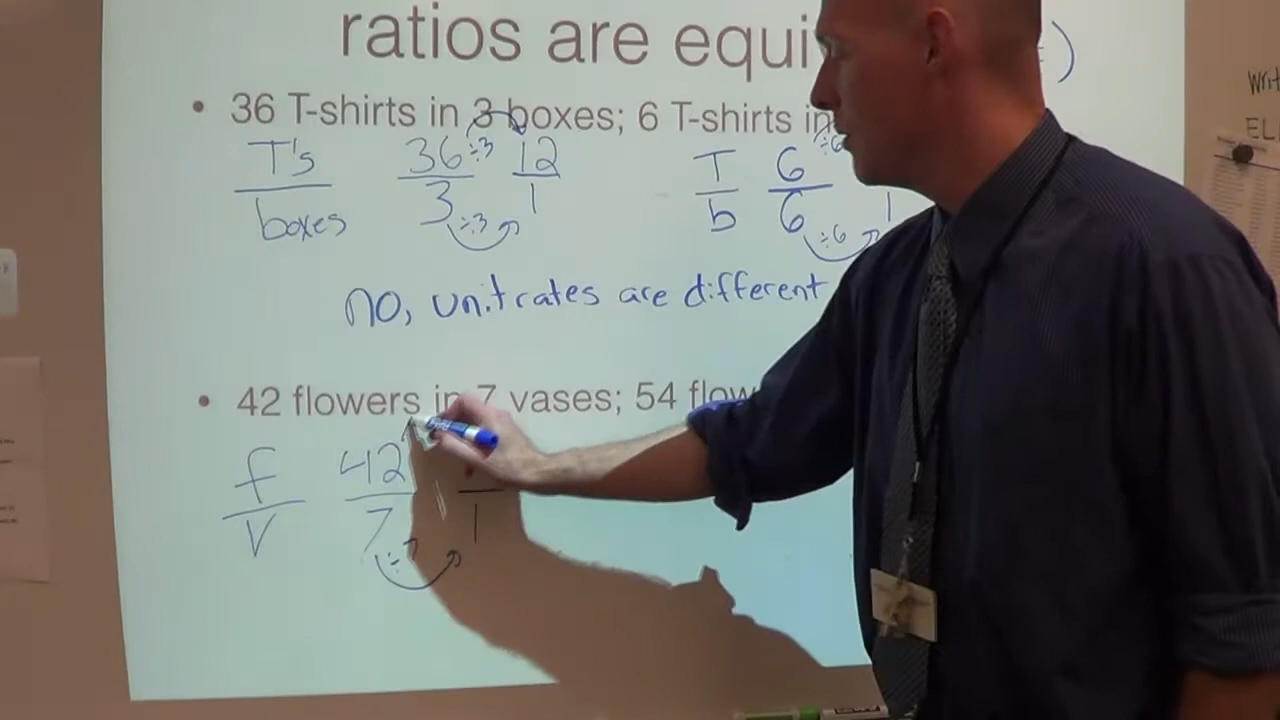 ratios are equi
• 36 T-shirts in 3 boxes; 6 T-shirts in
T's 36 ÷3 12 T 6 ÷6
boxes 3 ÷3 1 b 6 ÷6 1
no, unit rates are different
• 42 flowers in 7 vases; 54 flow
f 42
v 7 ÷7 1
Writ
EL